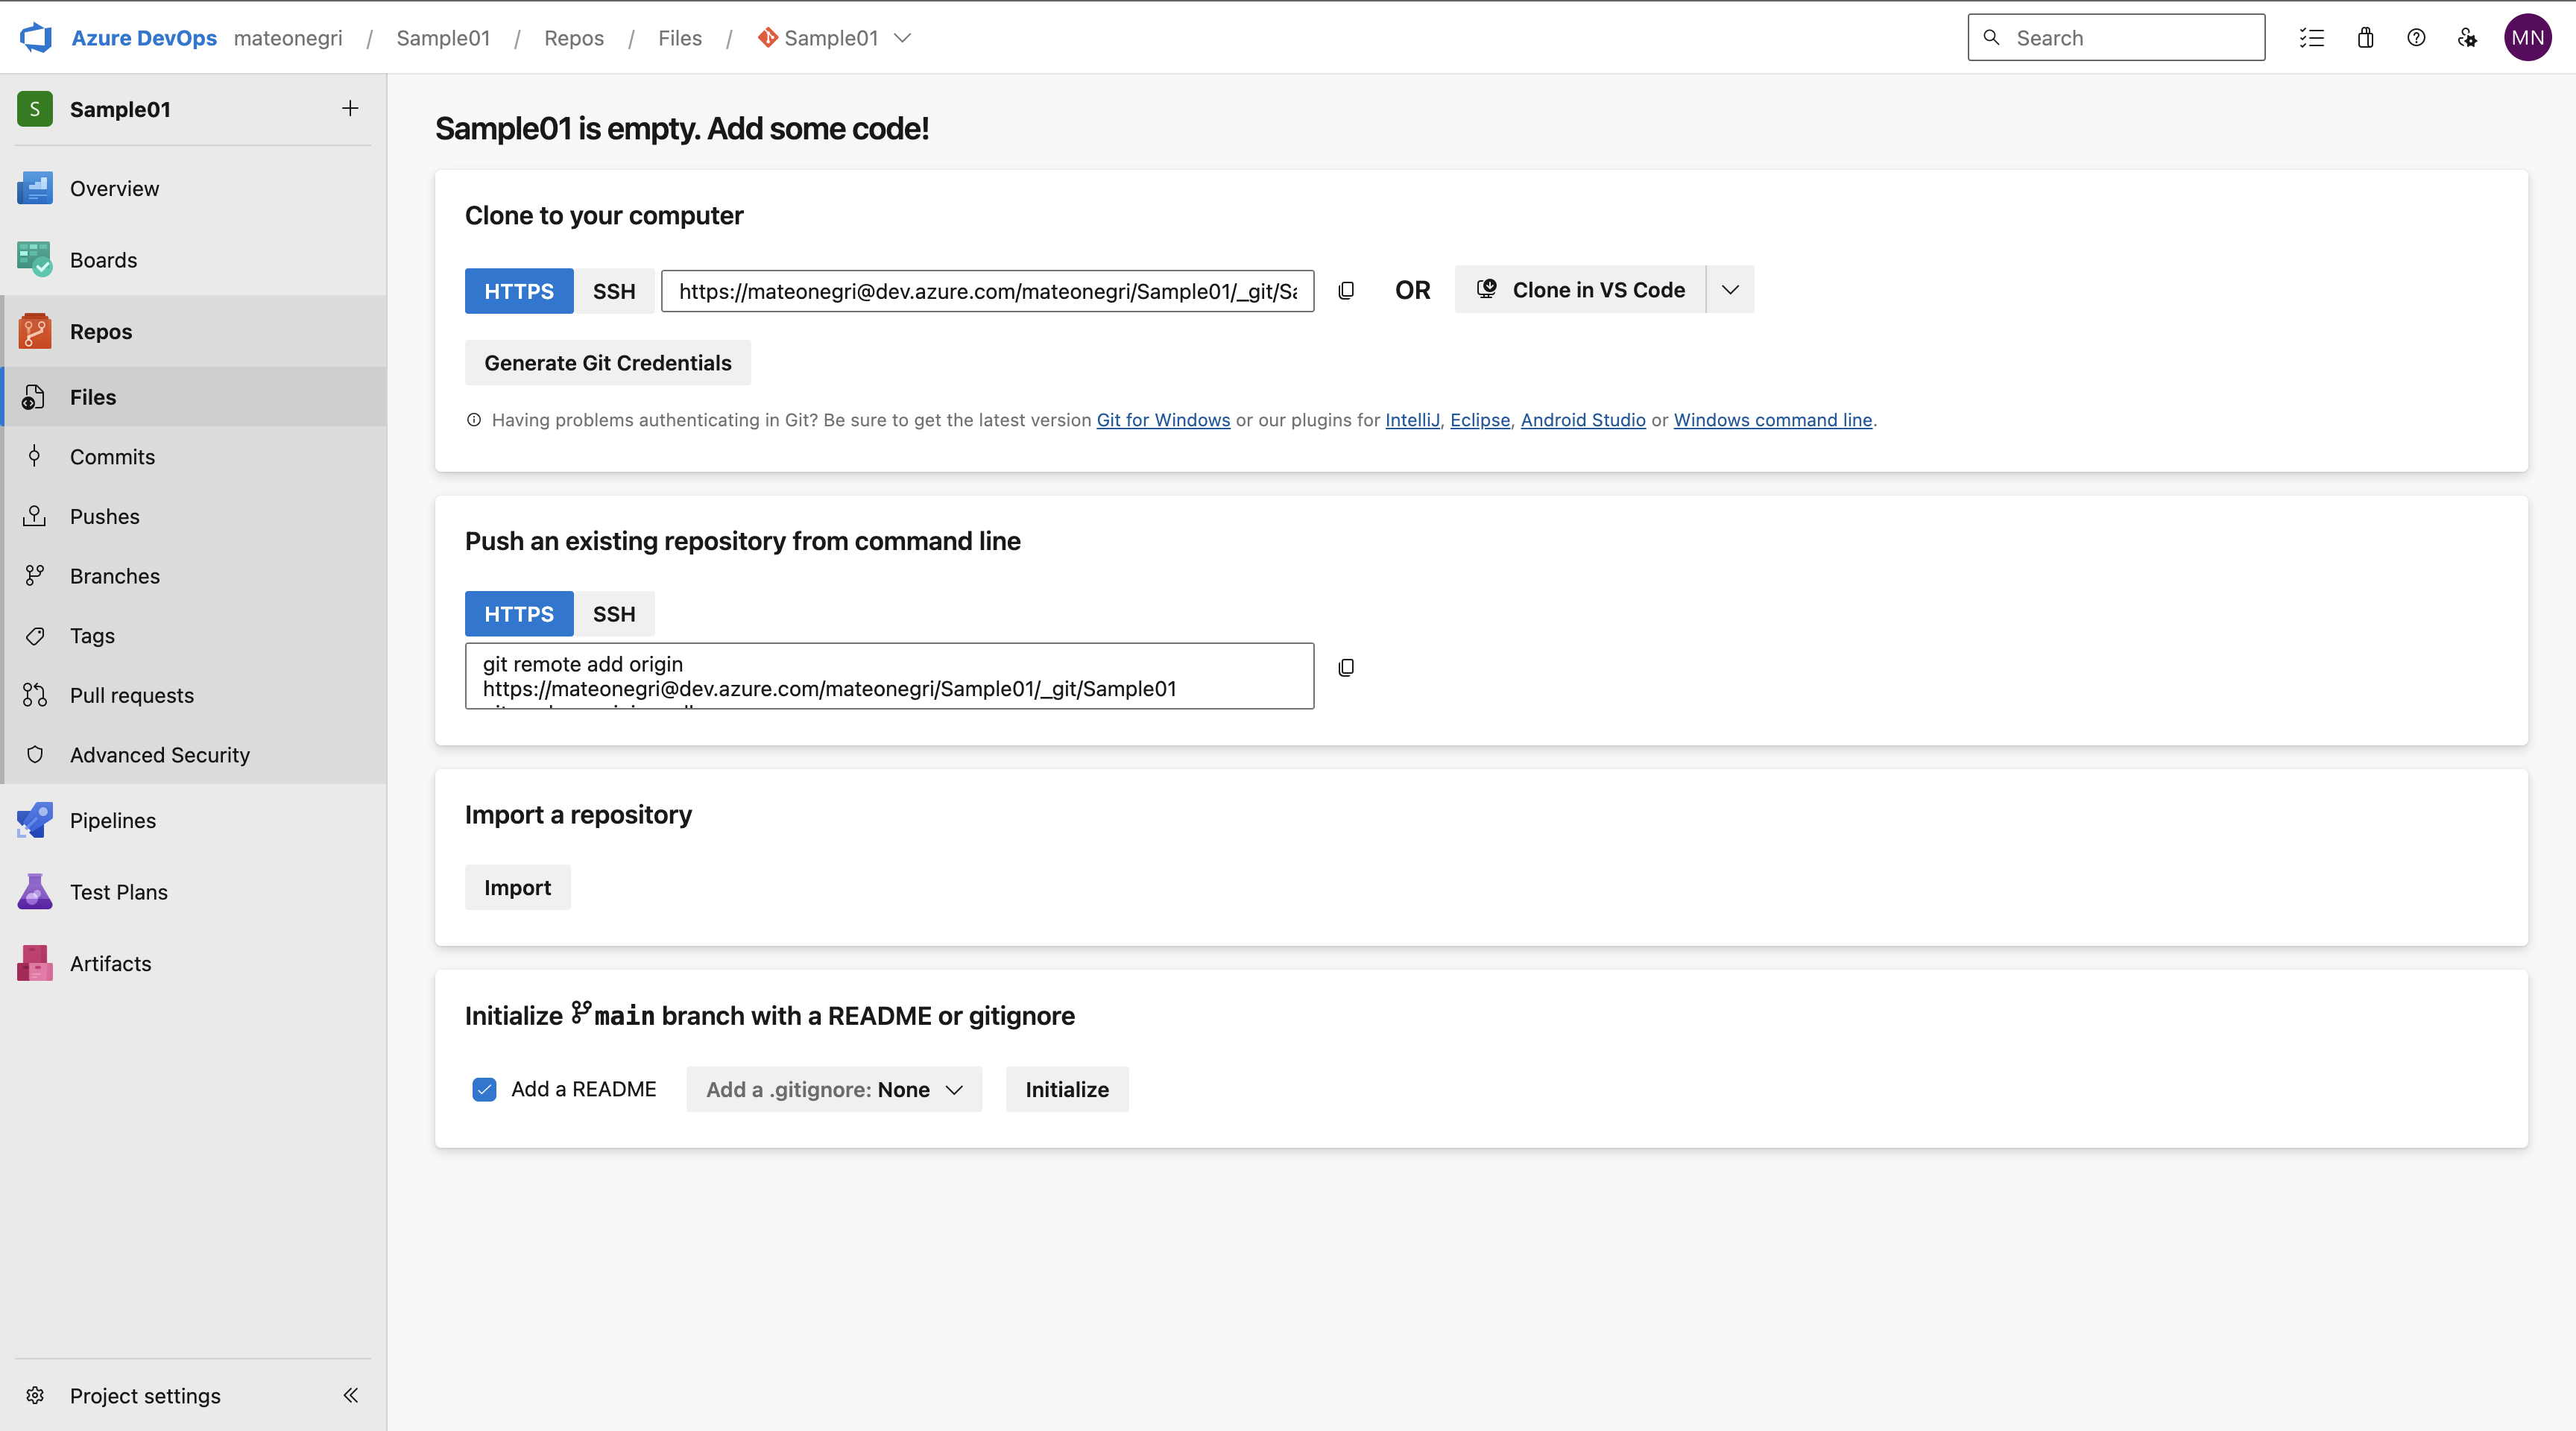 Azure DevOps mateonegri / Sample01 / Repos / Files / Sample01
Search
MN
S Sample01
Overview
Boards
Repos
Files
Commits
Pushes
Branches
Tags
Pull requests
Advanced Security
Pipelines
Test Plans
Artifacts
Project settings
Sample01 is empty. Add some code!
Clone to your computer
HTTPS SSH https://mateonegri@dev.azure.com/mateonegri/Sample01/_git/Sa OR Clone in VS Code
Generate Git Credentials
Having problems authenticating in Git? Be sure to get the latest version Git for Windows or our plugins for IntelliJ, Eclipse, Android Studio or Windows command line.
Push an existing repository from command line
HTTPS SSH
git remote add origin
https://mateonegri@dev.azure.com/mateonegri/Sample01/_git/Sample01
Import a repository
Import
Initialize main branch with a README or gitignore
Add a README Add a .gitignore: None Initialize